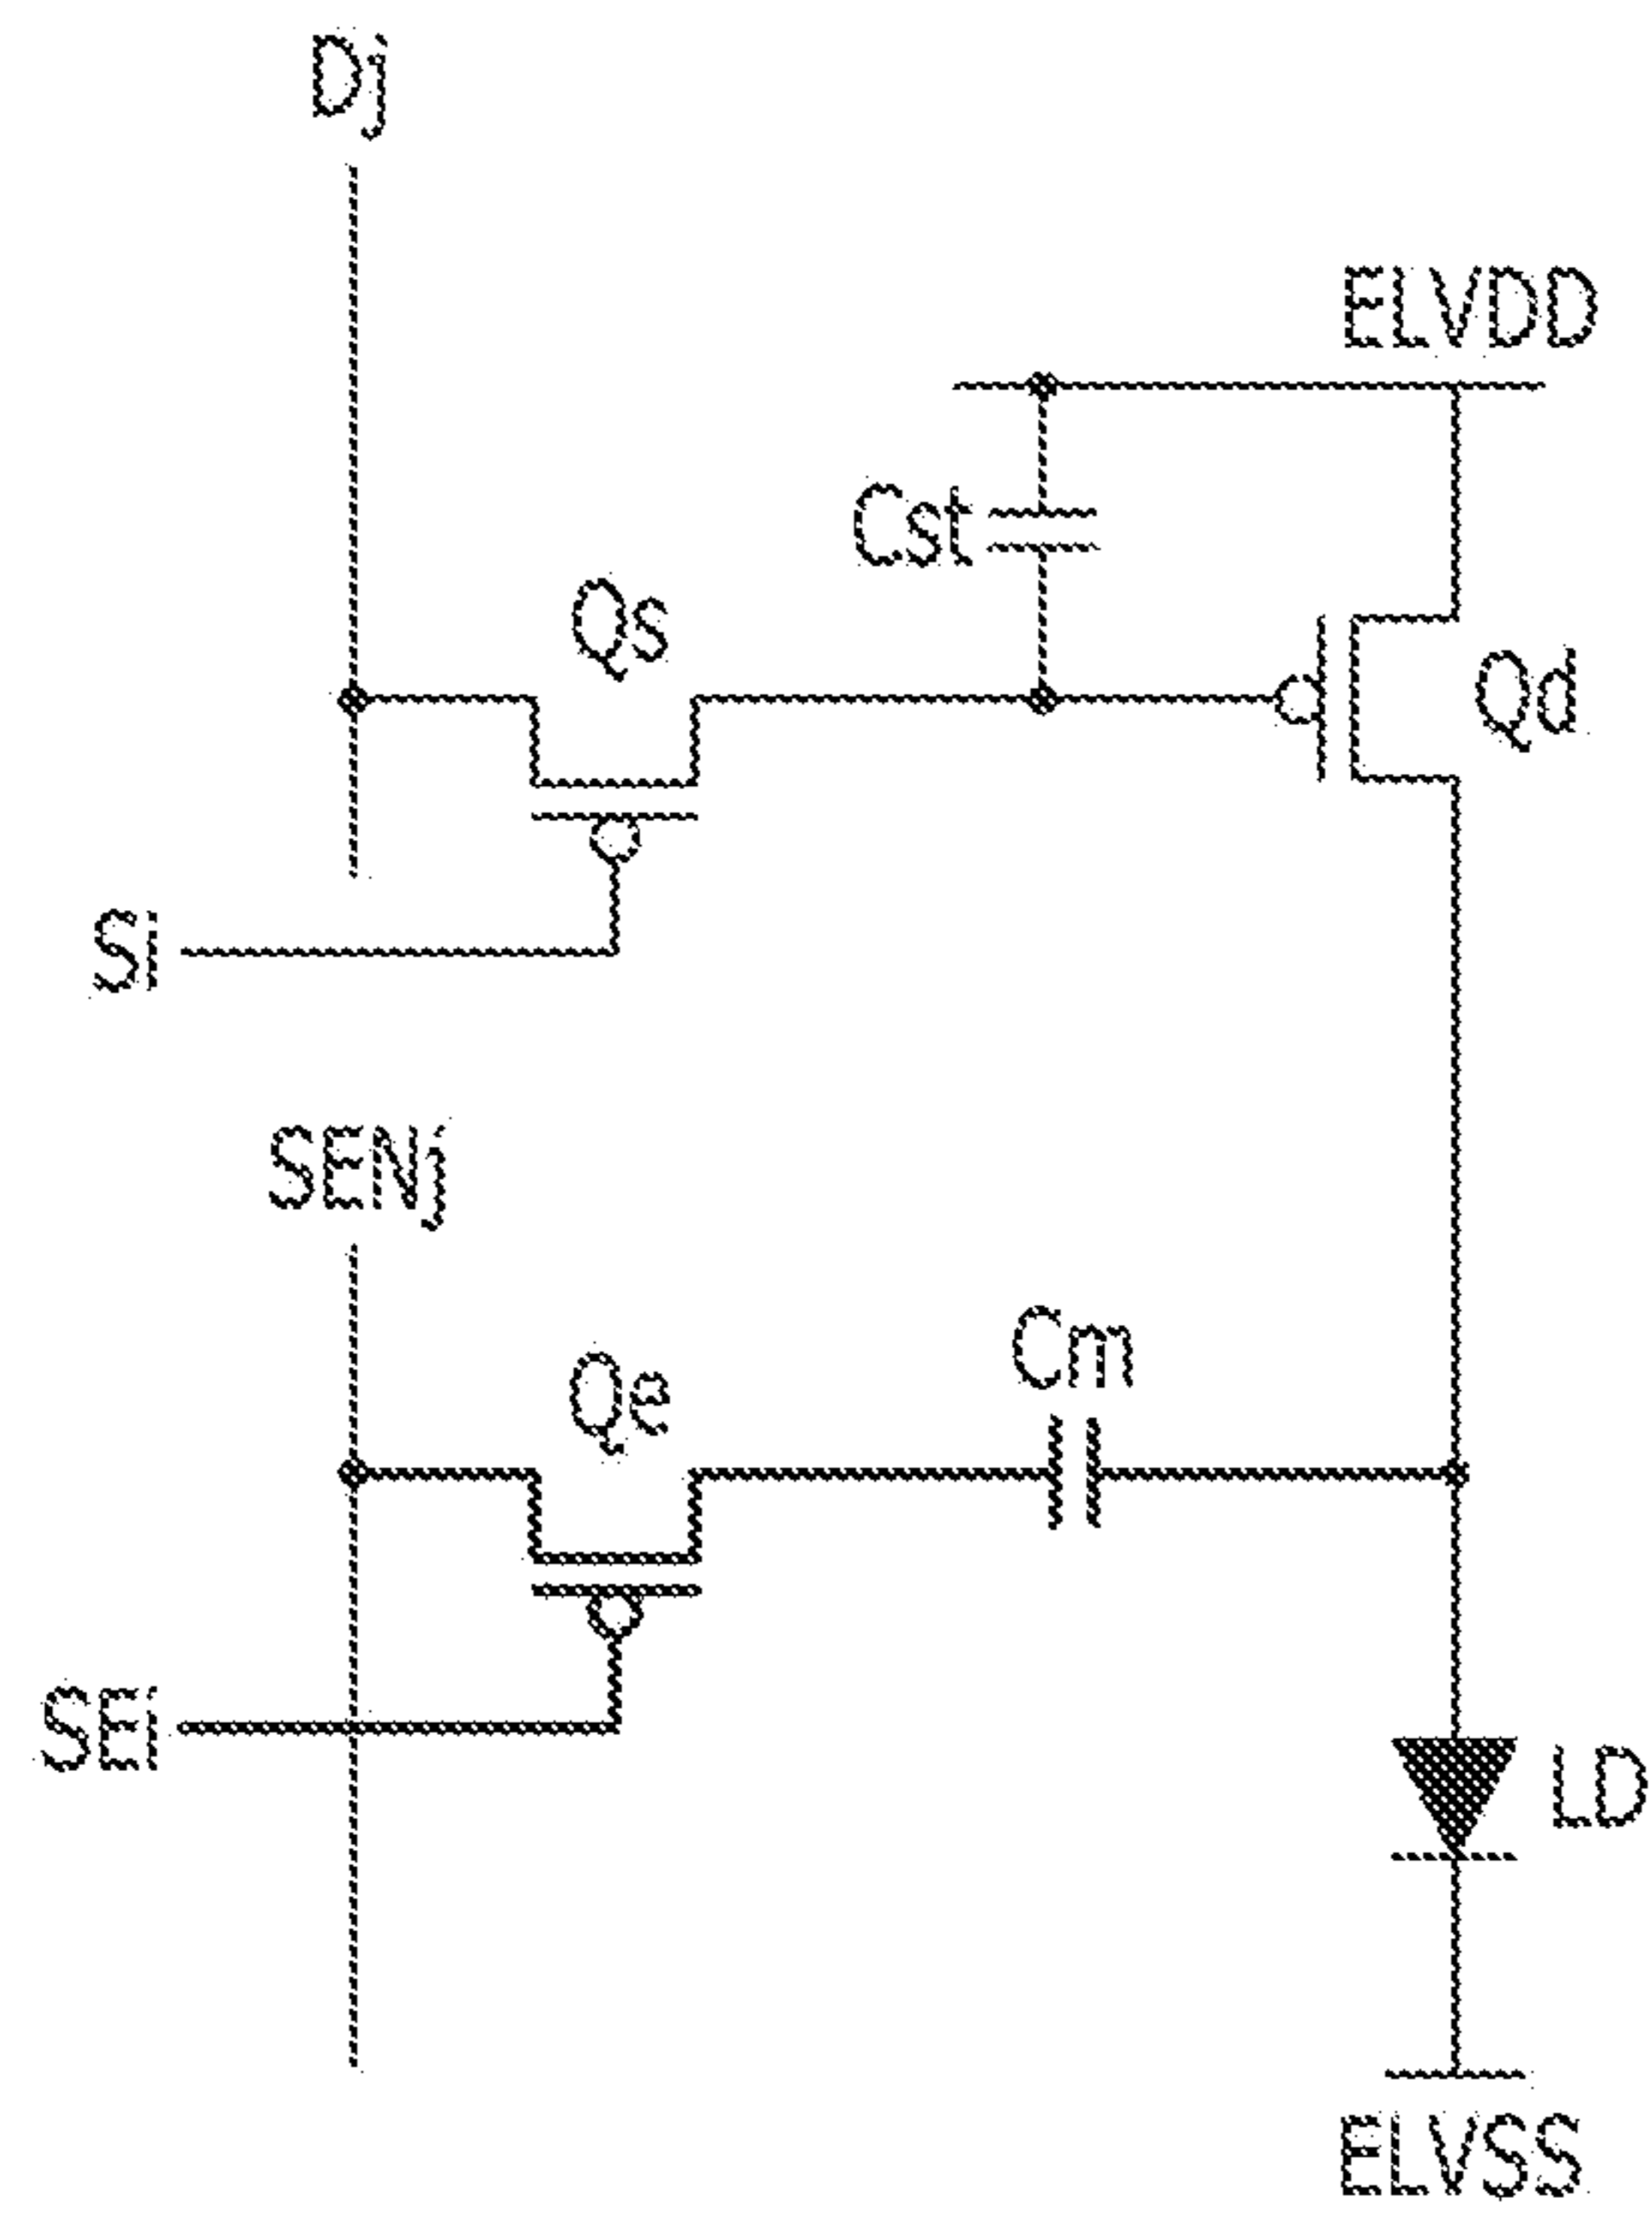 Dj
ELVDD
Cst
Qs
Qd
Si
SENj
Cm
Qe
SEi
LD
ELVSS